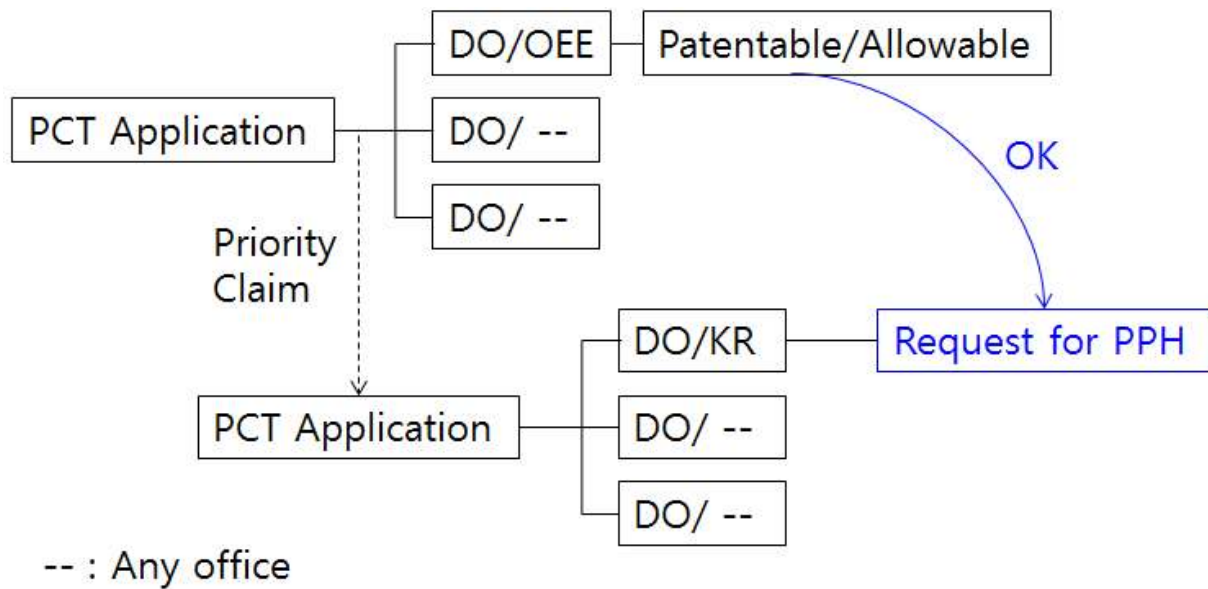 DO/OEE
Patentable/Allowable
PCT Application
DO/ --
OK
DO/ --
Priority
Claim
DO/KR
Request for PPH
PCT Application
DO/ --
DO/ --
-- : Any office